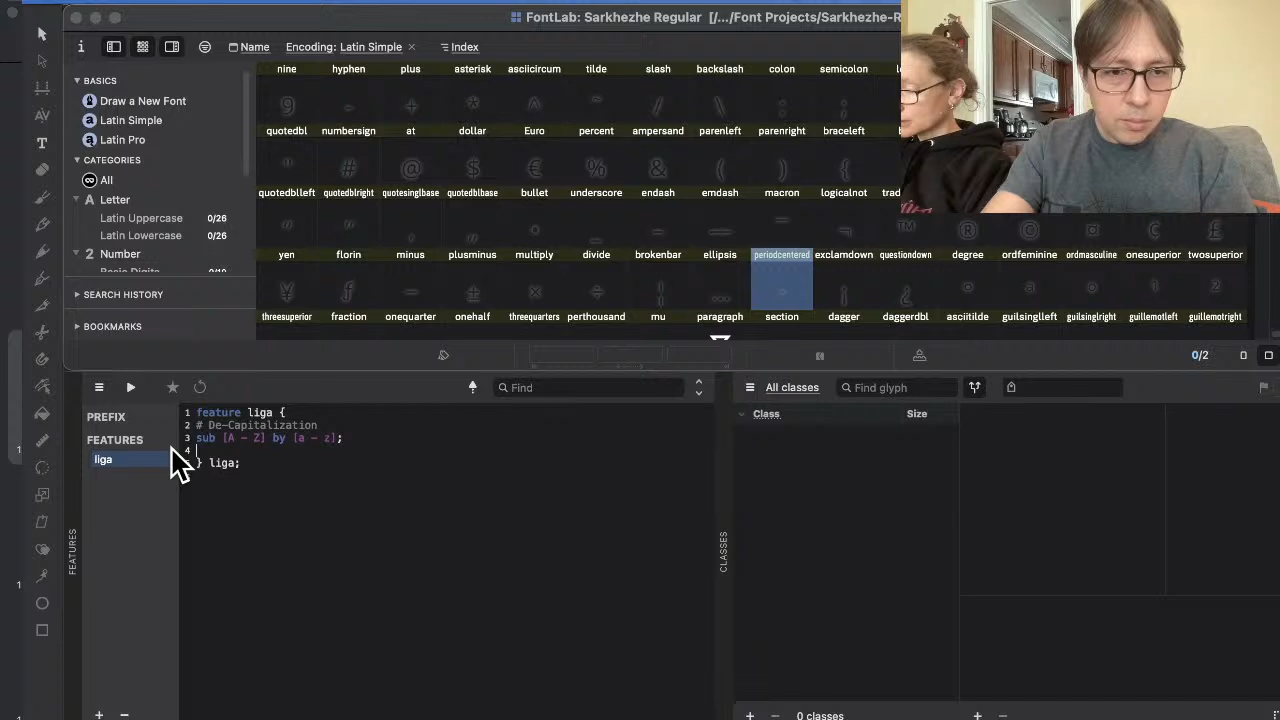 FontLab: Sarkhezhe Regular [/.../Font Projects/Sarkhezhe-R
Name
Encoding: Latin Simple
Index
BASICS
Draw a New Font
Latin Simple
Latin Pro
CATEGORIES
All
Letter
Latin Uppercase 0/26
Latin Lowercase 0/26
Number
SEARCH HISTORY
BOOKMARKS
nine hyphen plus asterisk asciicircum tilde slash backslash colon semicolon
9 - + * ^ ~ / \ : ;
quotedbl numbersign at dollar Euro percent ampersand parenleft parenright braceleft
" # @ $ € % & ( ) {
quotedblleft quotedblright quotesinglbase quotedblbase bullet underscore endash emdash macron logicalnot
yen florin minus plusminus multiply divide brokenbar ellipsis periodcentered exclamdown questiondown degree ordfeminine ordmasculine onesuperior twosuperior
¥ ƒ − ± × ÷ ¦ … · ¡ ¿ ° ª º ¹ ²
threesuperior fraction onequarter onehalf threequarters perthousand mu paragraph section dagger daggerdbl asciitilde guilsinglleft guilsinglright guillemotleft guillemotright
0/2
Find
PREFIX
FEATURES
liga
1 feature liga {
2 # De-Capitalization
3 sub [A - Z] by [a - z];
4
} liga;
FEATURES
CLASSES
All classes
Find glyph
Class Size
0 classes